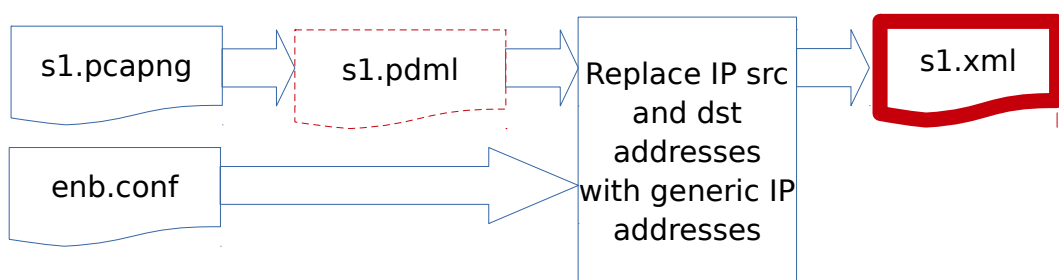 s1.pcapng
s1.pdml
Replace IP src
and dst
addresses
with generic IP
addresses
s1.xml
enb.conf